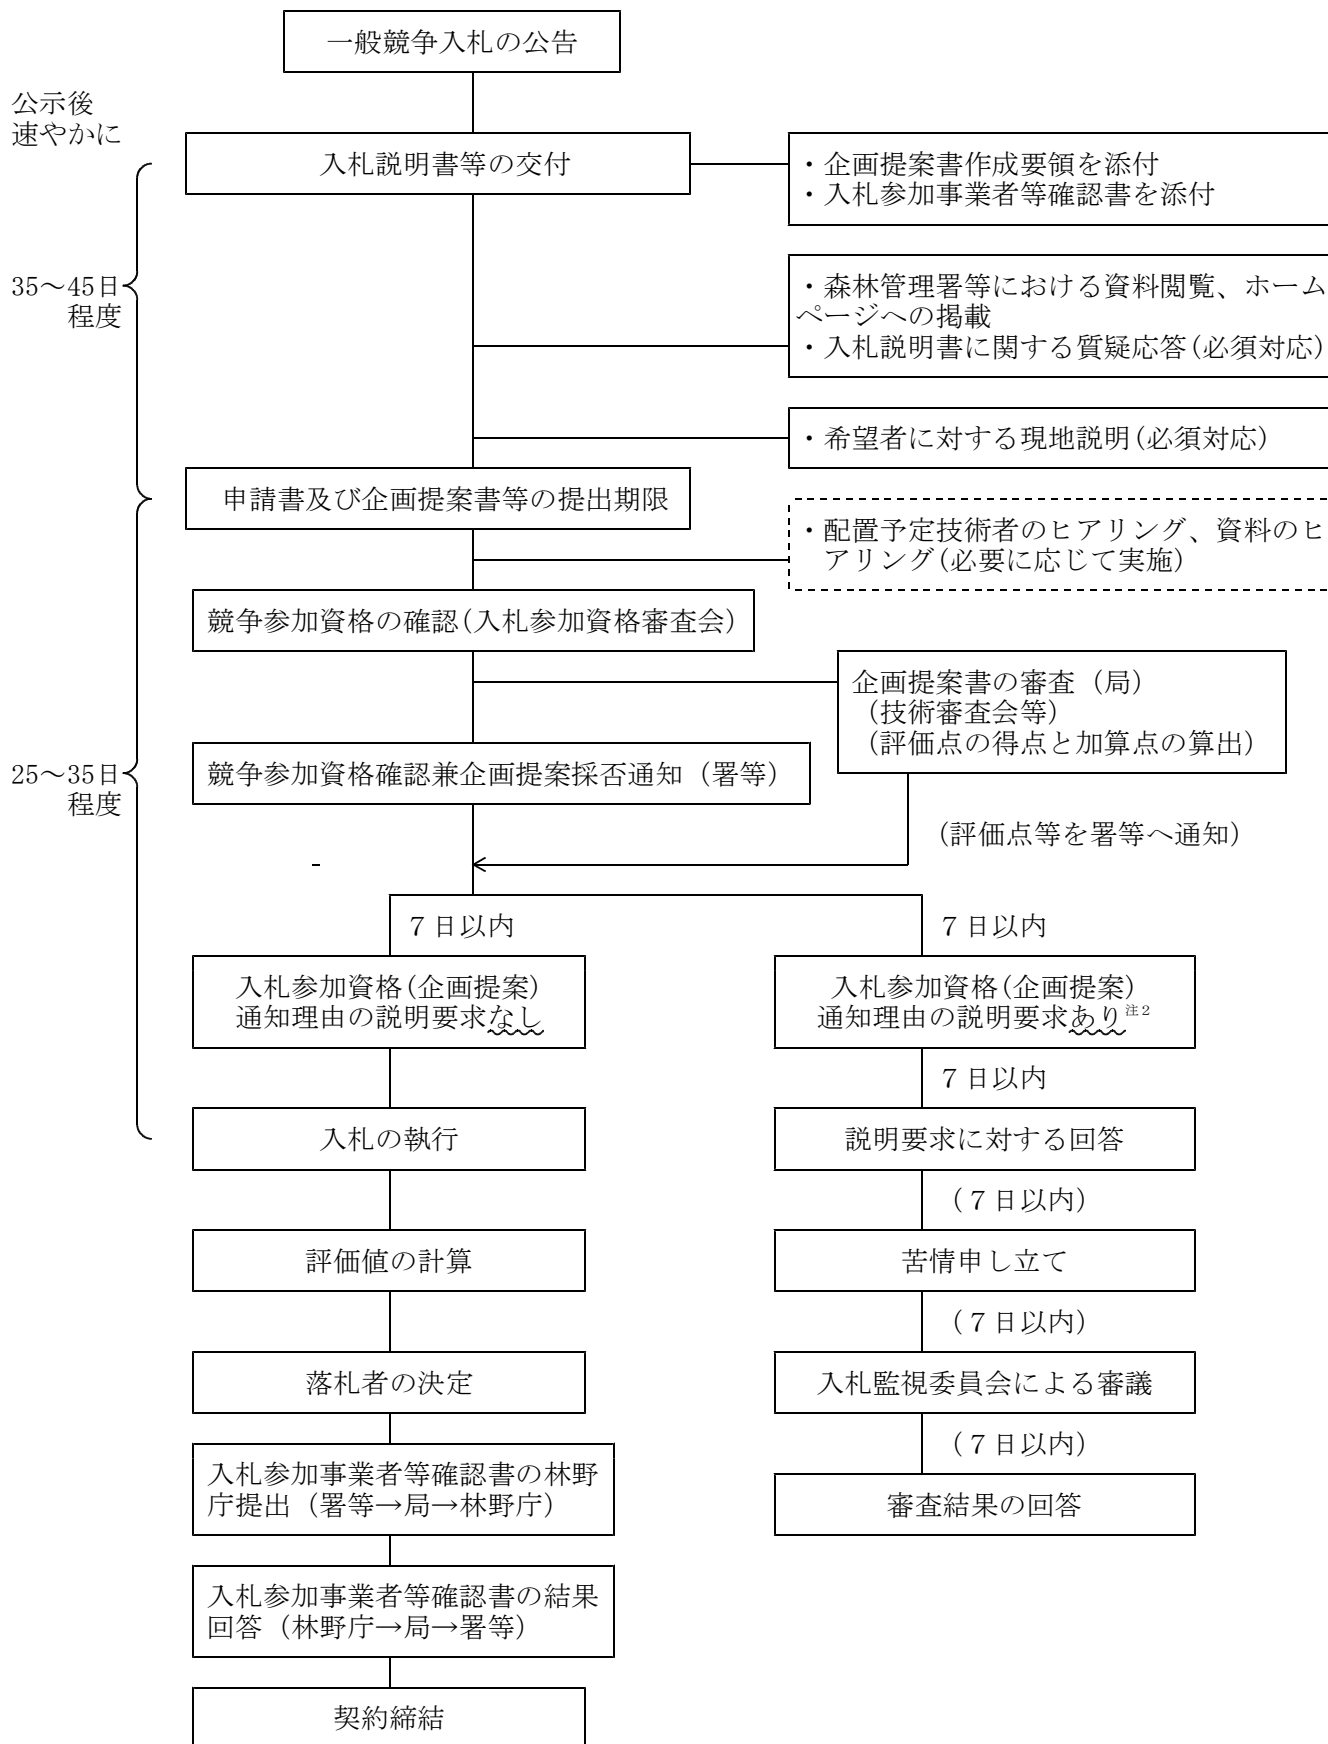 一般競争入札の公告
公示後
速やかに
入札説明書等の交付
・企画提案書作成要領を添付
・入札参加事業者等確認書を添付
35～45日
程度
・森林管理署等における資料閲覧、ホーム
ページへの掲載
・入札説明書に関する質疑応答(必須対応)
・希望者に対する現地説明(必須対応)
申請書及び企画提案書等の提出期限
・配置予定技術者のヒアリング、資料のヒ
アリング(必要に応じて実施)
競争参加資格の確認(入札参加資格審査会)
企画提案書の審査（局）
（技術審査会等）
（評価点の得点と加算点の算出）
競争参加資格確認兼企画提案採否通知（署等）
25～35日
程度
（評価点等を署等へ通知）
７日以内
７日以内
入札参加資格(企画提案)
通知理由の説明要求なし
入札参加資格(企画提案)
通知理由の説明要求あり注２
７日以内
入札の執行
説明要求に対する回答
（７日以内）
評価値の計算
苦情申し立て
（７日以内）
落札者の決定
入札監視委員会による審議
（７日以内）
入札参加事業者等確認書の林野
庁提出（署等→局→林野庁）
審査結果の回答
入札参加事業者等確認書の結果
回答（林野庁→局→署等）
契約締結